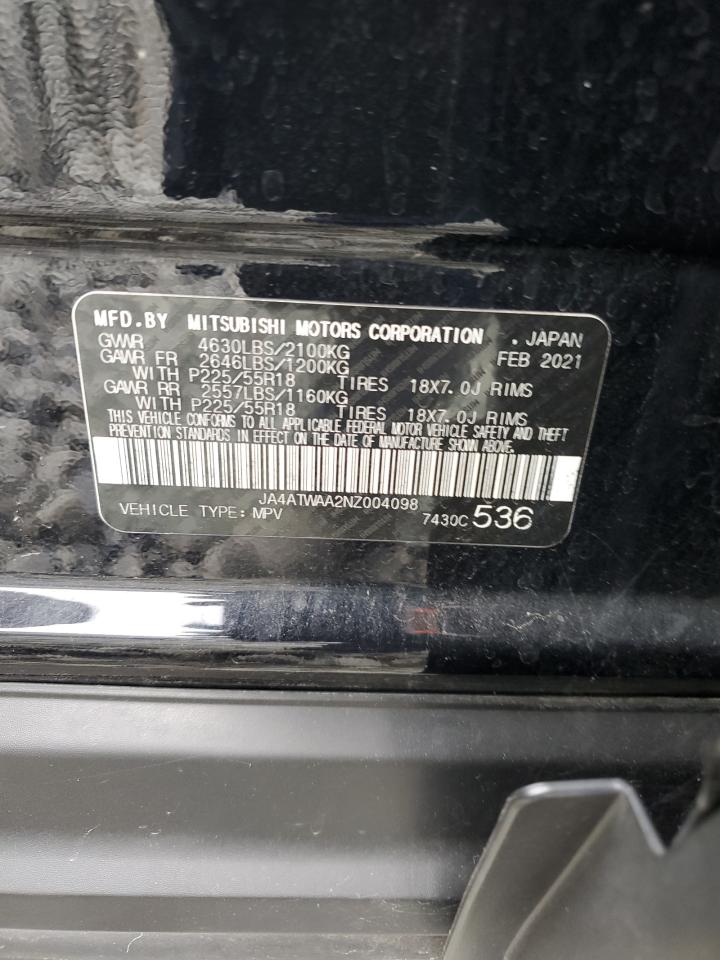 MFD.BY MITSUBISHI MOTORS CORPORATION . JAPAN
GVWR 4630LBS/2100KG FEB 2021
GAWR FR 2646LBS/1200KG
WITH P225/55R18 TIRES 18X7.0J RIMS
GAWR RR 2557LBS/1160KG
WITH P225/55R18 TIRES 18X7.0J RIMS
THIS VEHICLE CONFORMS TO ALL APPLICABLE FEDERAL MOTOR VEHICLE SAFETY AND THEFT
PREVENTION STANDARDS IN EFFECT ON THE DATE OF MANUFACTURE SHOWN ABOVE.
JA4ATWAA2NZ004098
VEHICLE TYPE:MPV 7430C 536